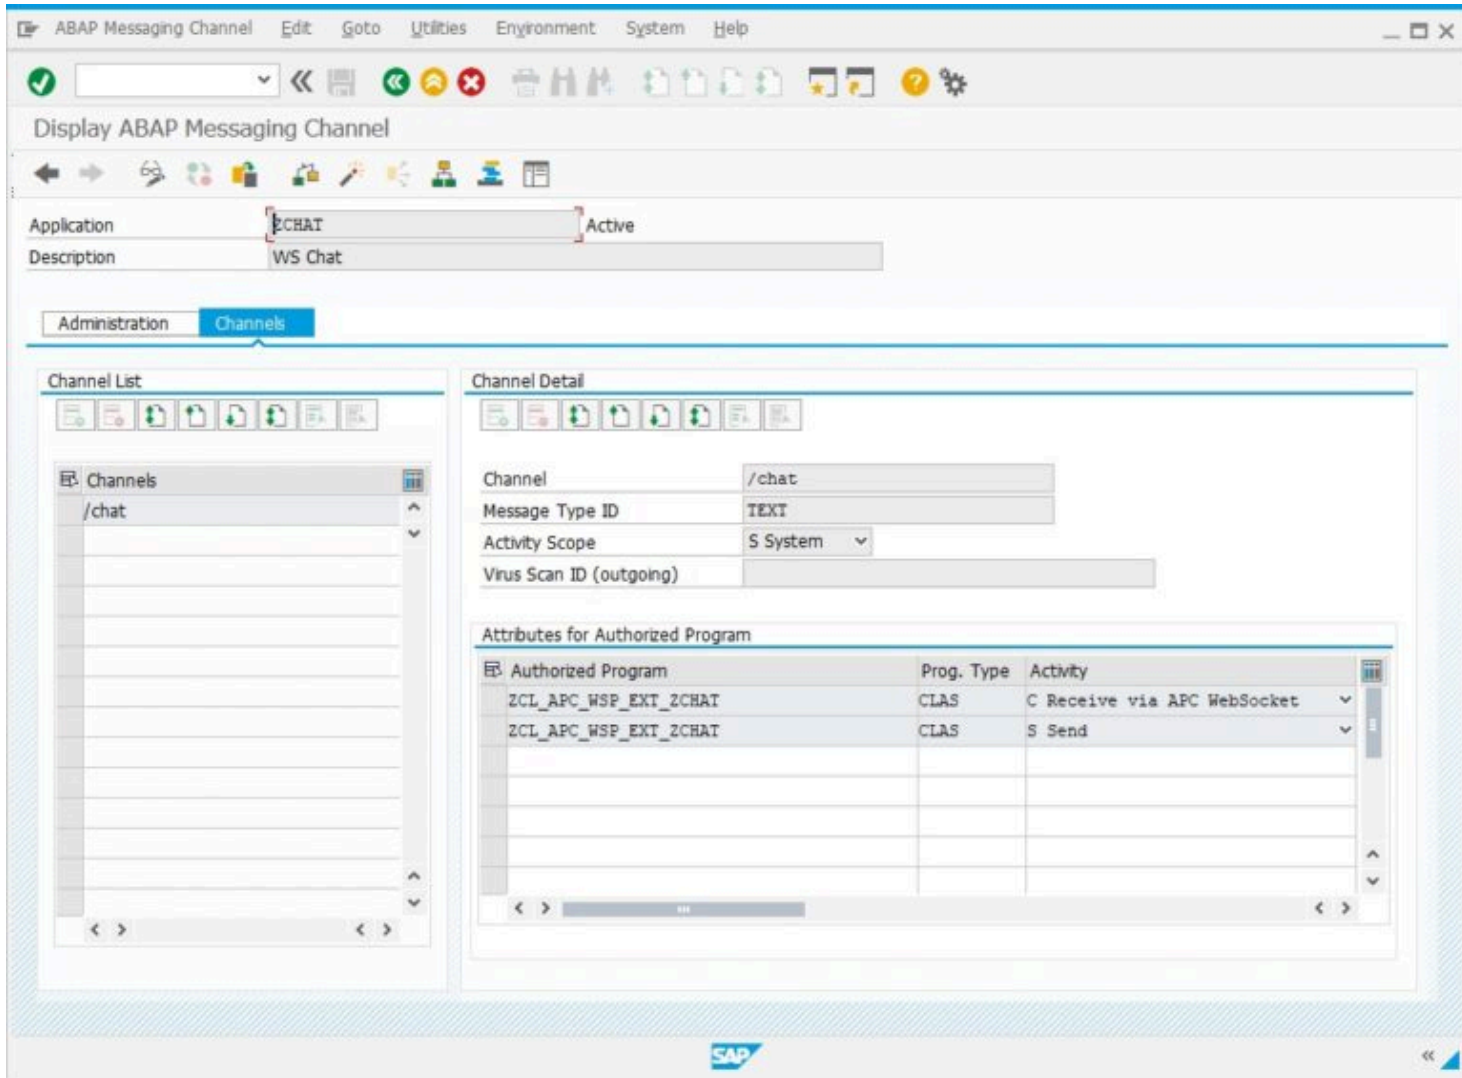 ABAP Messaging Channel Edit Goto Utilities Environment System Help
Display ABAP Messaging Channel
Application ZCHAT Active
Description WS Chat
Administration Channels
Channel List
Channels
/chat
Channel Detail
Channel /chat
Message Type ID TEXT
Activity Scope S System
Virus Scan ID (outgoing)
Attributes for Authorized Program
Authorized Program Prog. Type Activity
ZCL_APC_WSP_EXT_ZCHAT CLAS C Receive via APC WebSocket
ZCL_APC_WSP_EXT_ZCHAT CLAS S Send
SAP